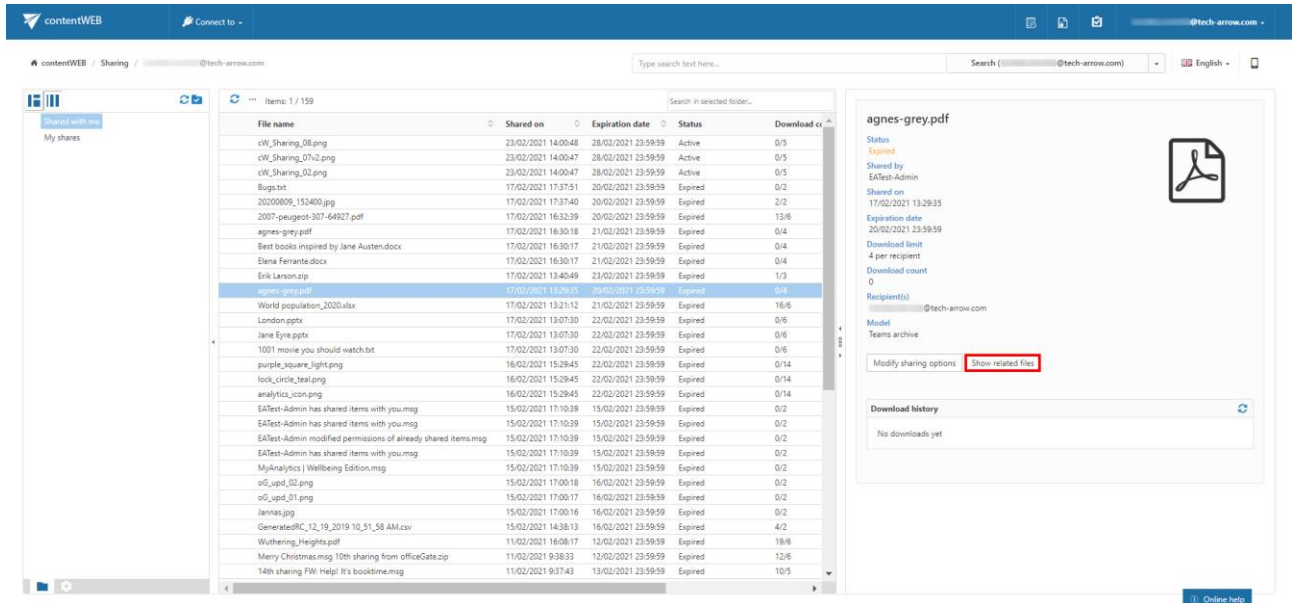 contentWEB Connect to @tech-arrow.com
contentWEB / Sharing / @tech-arrow.com Type search text here... Search ( @tech-arrow.com) English
Shared with me
My shares
Items: 1 / 159 Search in selected folder...
File name Shared on Expiration date Status Download cc
cW_Sharing_08.png 23/02/2021 14:00:48 28/02/2021 23:59:59 Active 0/5
cW_Sharing_07v2.png 23/02/2021 14:00:47 28/02/2021 23:59:59 Active 0/5
cW_Sharing_02.png 23/02/2021 14:00:47 28/02/2021 23:59:59 Active 0/5
Bugs.txt 17/02/2021 17:37:51 20/02/2021 23:59:59 Expired 0/2
20200809_152400.jpg 17/02/2021 17:37:40 20/02/2021 23:59:59 Expired 2/2
2007-peugeot-307-64927.pdf 17/02/2021 16:32:39 20/02/2021 23:59:59 Expired 13/6
agnes-grey.pdf 17/02/2021 16:30:18 21/02/2021 23:59:59 Expired 0/4
Best books inspired by Jane Austen.docx 17/02/2021 16:30:17 21/02/2021 23:59:59 Expired 0/4
Elena Ferrante.docx 17/02/2021 16:30:17 21/02/2021 23:59:59 Expired 0/4
Erik Larson.zip 17/02/2021 13:40:49 23/02/2021 23:59:59 Expired 1/3
agnes-grey.pdf 17/02/2021 13:29:35 20/02/2021 23:59:59 Expired 0/4
World population_2020.xlsx 17/02/2021 13:21:12 21/02/2021 23:59:59 Expired 16/6
London.pptx 17/02/2021 13:07:30 22/02/2021 23:59:59 Expired 0/6
Jane Eyre.pptx 17/02/2021 13:07:30 22/02/2021 23:59:59 Expired 0/6
1001 movie you should watch.txt 17/02/2021 13:07:30 22/02/2021 23:59:59 Expired 0/6
purple_square_light.png 16/02/2021 15:29:45 22/02/2021 23:59:59 Expired 0/14
lock_circle_teal.png 16/02/2021 15:29:45 22/02/2021 23:59:59 Expired 0/14
analytics_icon.png 16/02/2021 15:29:45 22/02/2021 23:59:59 Expired 0/14
EATest-Admin has shared items with you.msg 15/02/2021 17:10:39 15/02/2021 23:59:59 Expired 0/2
EATest-Admin has shared items with you.msg 15/02/2021 17:10:39 15/02/2021 23:59:59 Expired 0/2
EATest-Admin modified permissions of already shared items.msg 15/02/2021 17:10:39 15/02/2021 23:59:59 Expired 0/2
EATest-Admin has shared items with you.msg 15/02/2021 17:10:39 15/02/2021 23:59:59 Expired 0/2
MyAnalytics | Wellbeing Edition.msg 15/02/2021 17:10:39 15/02/2021 23:59:59 Expired 0/2
oG_upd_02.png 15/02/2021 17:00:18 16/02/2021 23:59:59 Expired 0/2
oG_upd_01.png 15/02/2021 17:00:17 16/02/2021 23:59:59 Expired 0/2
Jannas.jpg 15/02/2021 17:00:16 16/02/2021 23:59:59 Expired 0/2
GeneratedRC_12_19_2019 10_51_58 AM.csv 15/02/2021 14:38:13 16/02/2021 23:59:59 Expired 4/2
Wuthering_Heights.pdf 11/02/2021 16:08:17 12/02/2021 23:59:59 Expired 19/6
Merry Christmas.msg 10th sharing from officeGate.zip 11/02/2021 9:38:33 12/02/2021 23:59:59 Expired 12/6
14th sharing FW: Help! It's booktime.msg 11/02/2021 9:37:43 13/02/2021 23:59:59 Expired 10/5
agnes-grey.pdf
Status
Expired
Shared by
EATest-Admin
Shared on
17/02/2021 13:29:35
Expiration date
20/02/2021 23:59:59
Download limit
4 per recipient
Download count
0
Recipient(s)
@tech-arrow.com
Model
Teams archive
Modify sharing options Show related files
Download history
No downloads yet
Online help